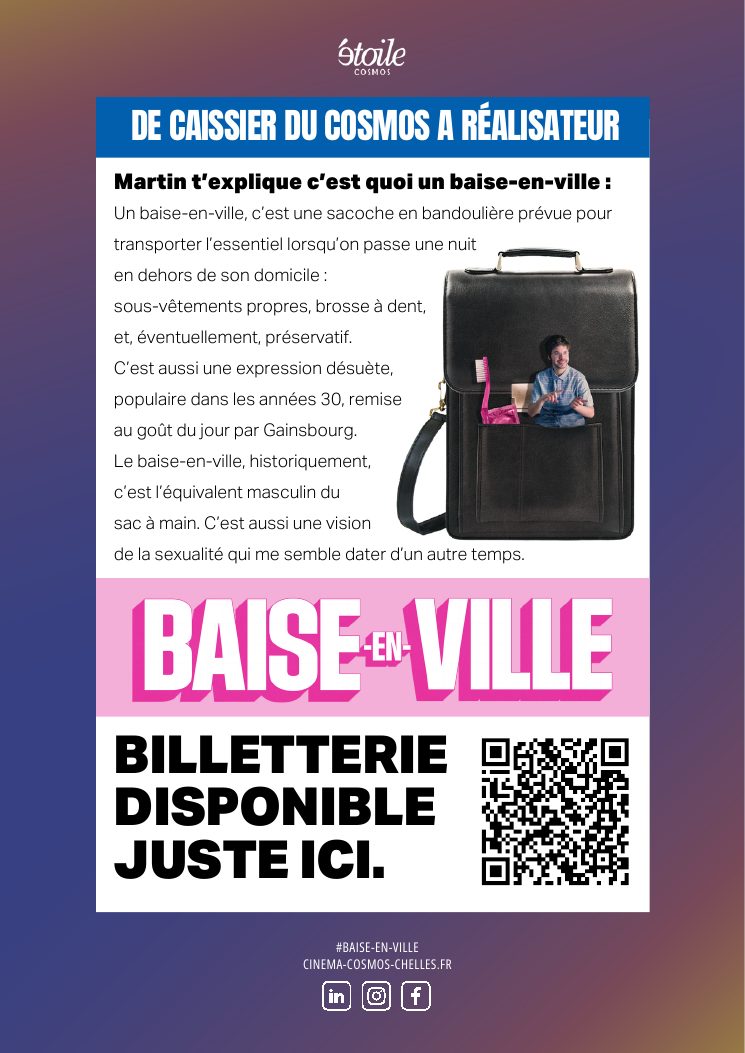 étoile
COSMOS
DE CAISSIER DU COSMOS A RÉALISATEUR
Martin t’explique c’est quoi un baise-en-ville :
Un baise-en-ville, c’est une sacoche en bandoulière prévue pour
transporter l’essentiel lorsqu’on passe une nuit
en dehors de son domicile :
sous-vêtements propres, brosse à dent,
et, éventuellement, préservatif.
C’est aussi une expression désuète,
populaire dans les années 30, remise
au goût du jour par Gainsbourg.
Le baise-en-ville, historiquement,
c’est l’équivalent masculin du
sac à main. C’est aussi une vision
de la sexualité qui me semble dater d’un autre temps.
BAISE-EN-VILLE
BILLETTERIE
DISPONIBLE
JUSTE ICI.
#BAISE-EN-VILLE
CINEMA-COSMOS-CHELLES.FR
in f